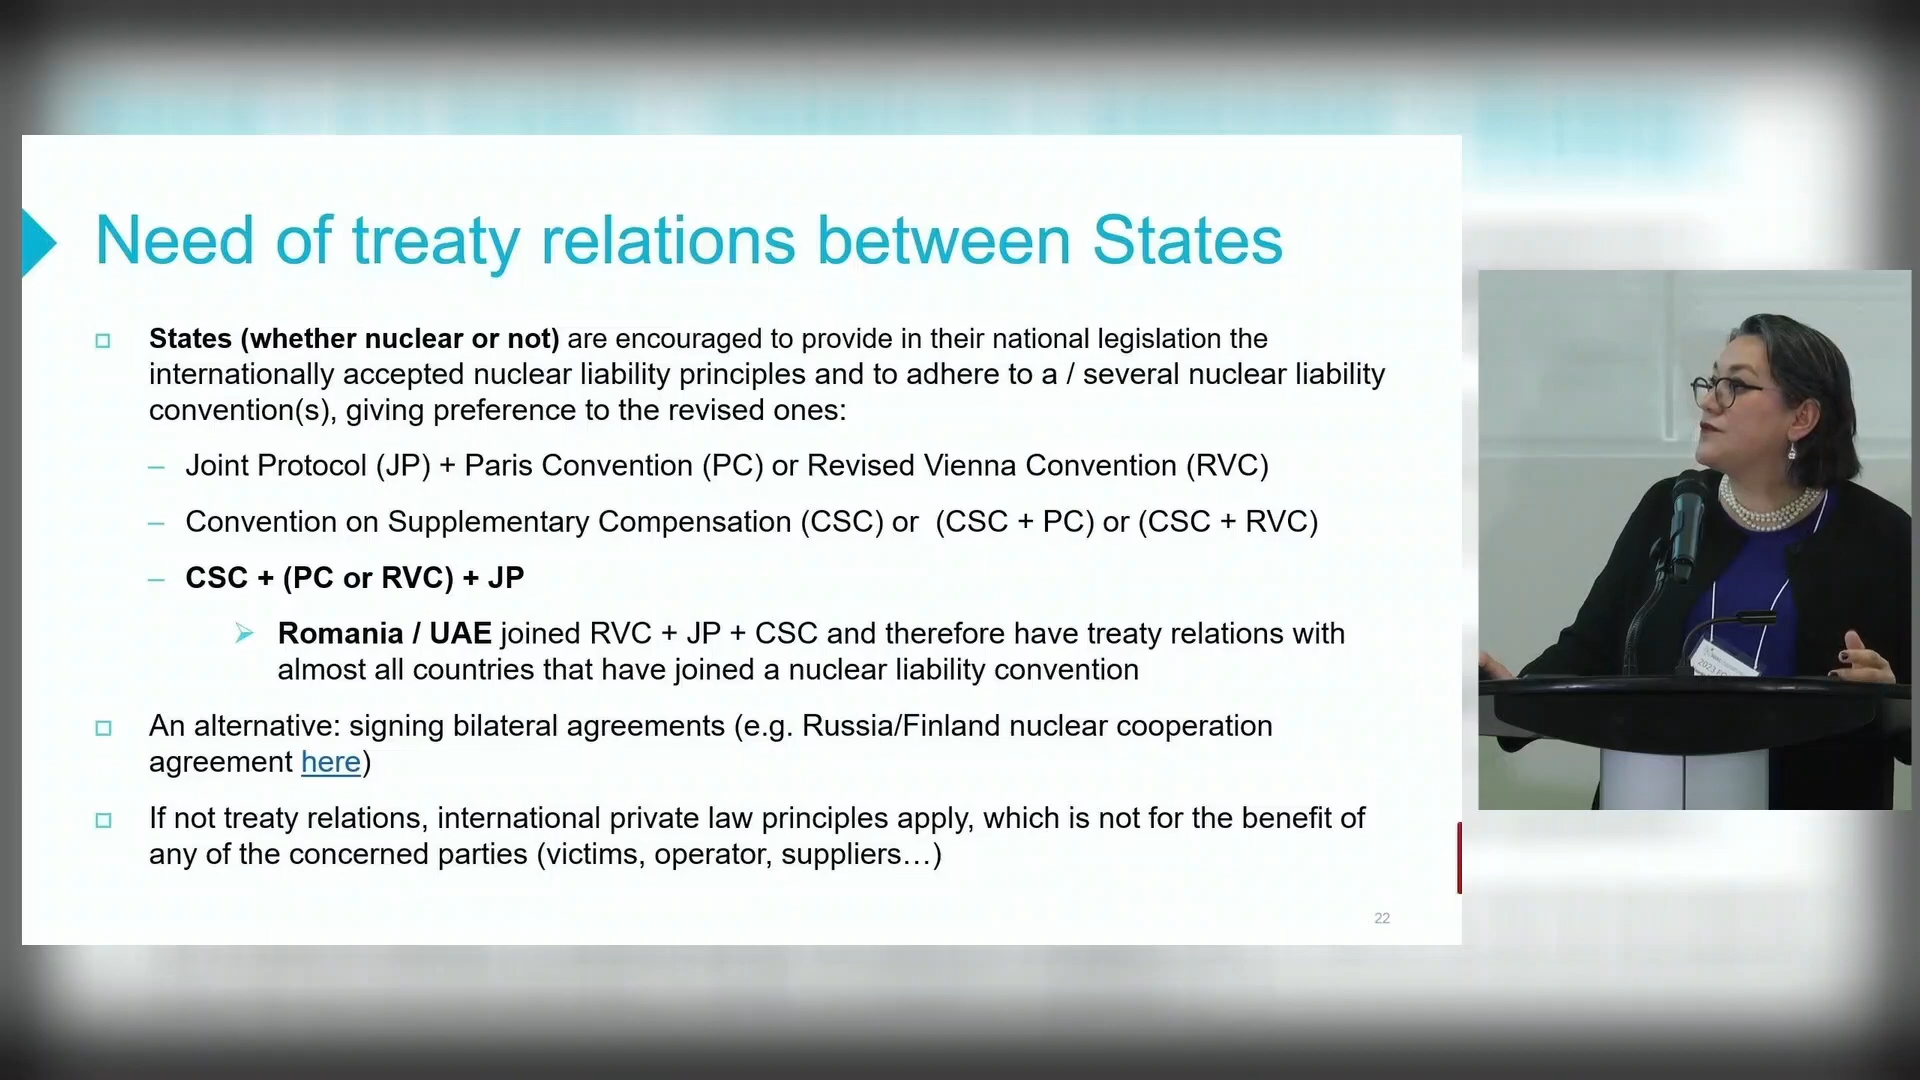 Need of treaty relations between States
States (whether nuclear or not) are encouraged to provide in their national legislation the
internationally accepted nuclear liability principles and to adhere to a / several nuclear liability
convention(s), giving preference to the revised ones:
– Joint Protocol (JP) + Paris Convention (PC) or Revised Vienna Convention (RVC)
– Convention on Supplementary Compensation (CSC) or (CSC + PC) or (CSC + RVC)
– CSC + (PC or RVC) + JP
Romania / UAE joined RVC + JP + CSC and therefore have treaty relations with
almost all countries that have joined a nuclear liability convention
An alternative: signing bilateral agreements (e.g. Russia/Finland nuclear cooperation
agreement here)
If not treaty relations, international private law principles apply, which is not for the benefit of
any of the concerned parties (victims, operator, suppliers…)
22
2023